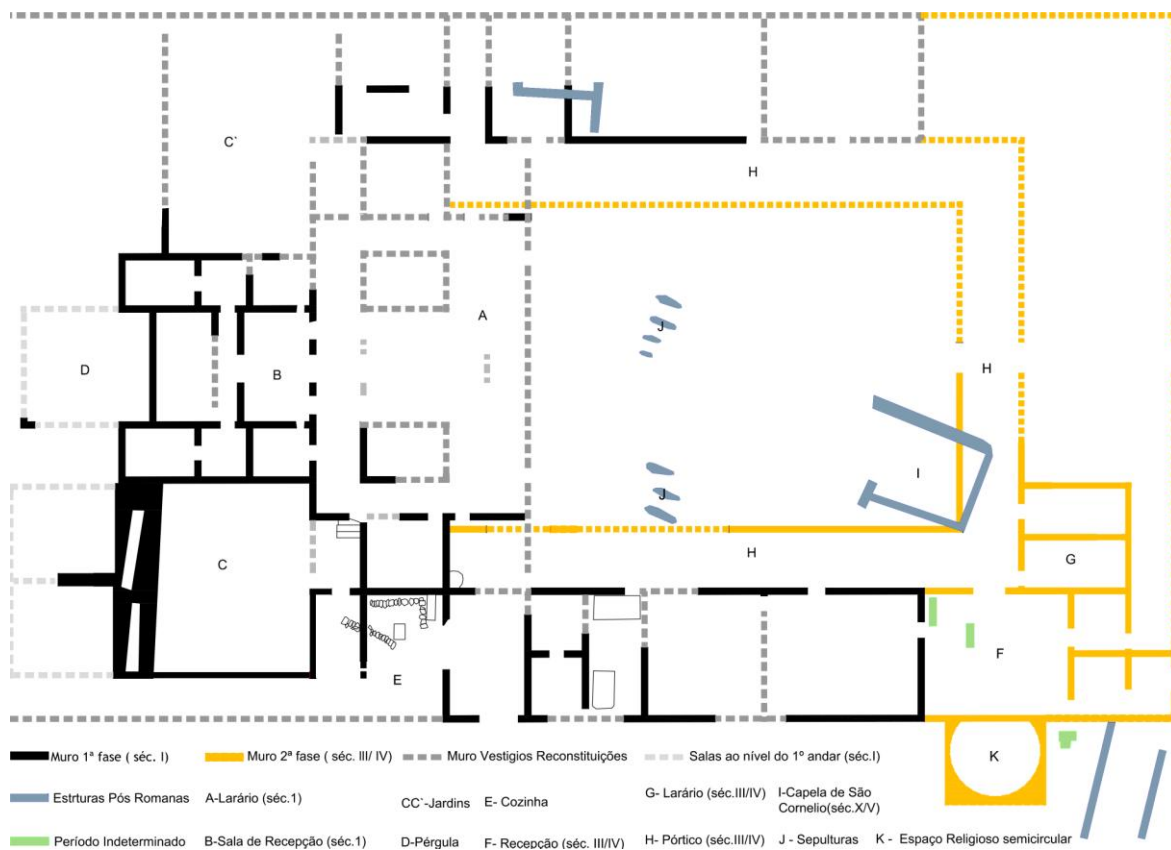 C`
H
A
J
D
B
H
I
J
H
C
G
F
E
K
Muro 1ª fase ( séc. I)
Muro 2ª fase ( séc. III/ IV)
Muro Vestigios Reconstituições
Salas ao nível do 1º andar (séc.I)
Estrturas Pós Romanas
A-Larário (séc.1)
CC`-Jardins
E- Cozinha
G- Larário (séc.III/IV)
I-Capela de São
Cornelio(séc.X/V)
Período Indeterminado
B-Sala de Recepção (séc.1)
D-Pérgula
F- Recepção (séc. III/IV)
H- Pórtico (séc.III/IV)
J - Sepulturas
K - Espaço Religioso semicircular